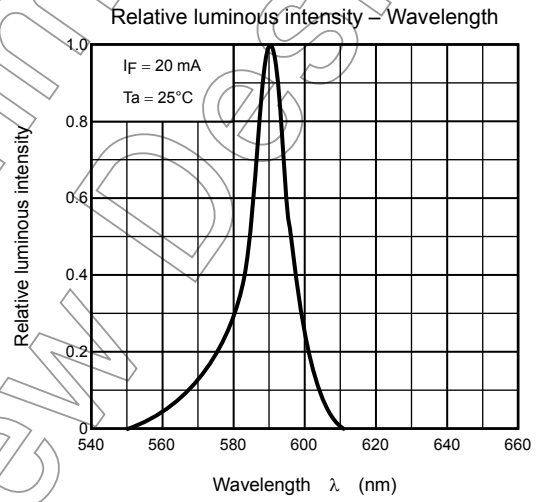 Relative luminous intensity – Wavelength
IF = 20 mA
Ta = 25°C
Relative luminous intensity
1.0
0.8
0.6
0.4
0.2
0
540 560 580 600 620 640 660
Wavelength λ (nm)